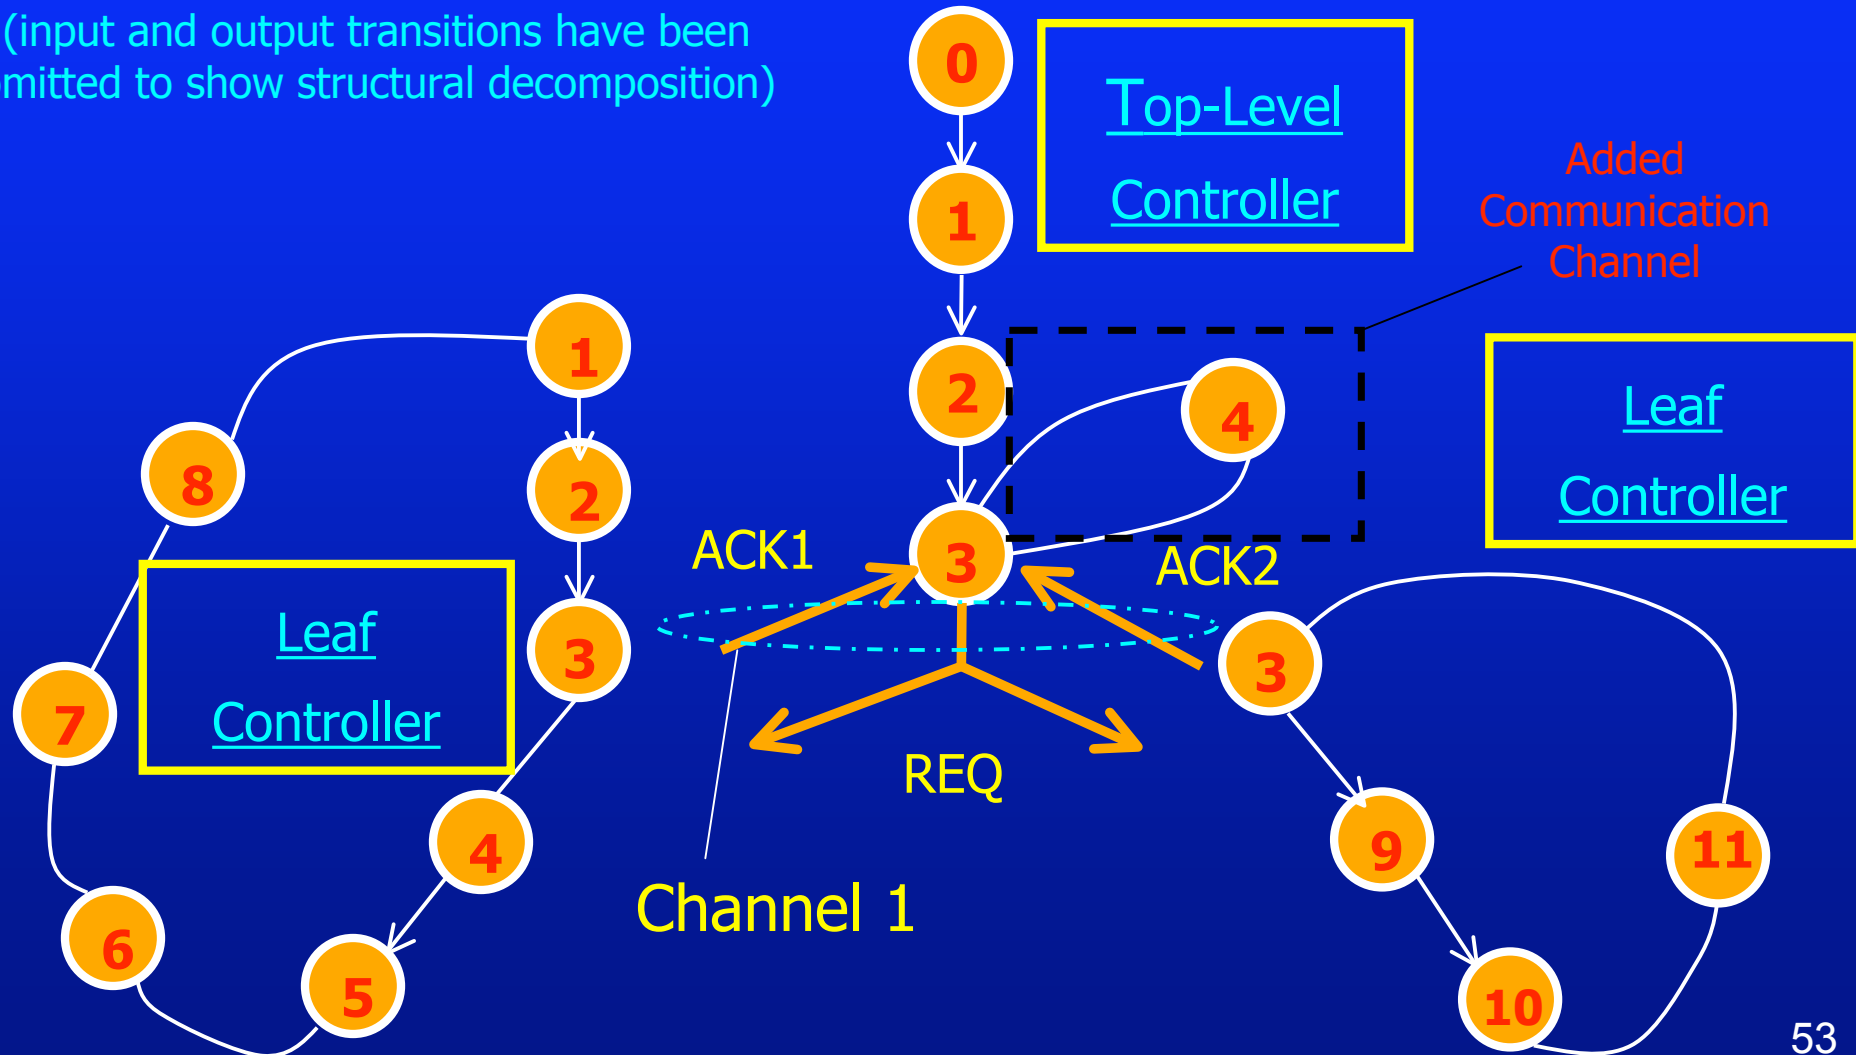 (input and output transitions have been
mitted to show structural decomposition)
0
Top-Level
Controller
1
Added
Communication
Channel
1
2
4
Leaf
Controller
8
2
ACK1
3
ACK2
Leaf
Controller
3
3
7
REQ
4
9
11
Channel 1
6
5
10
53